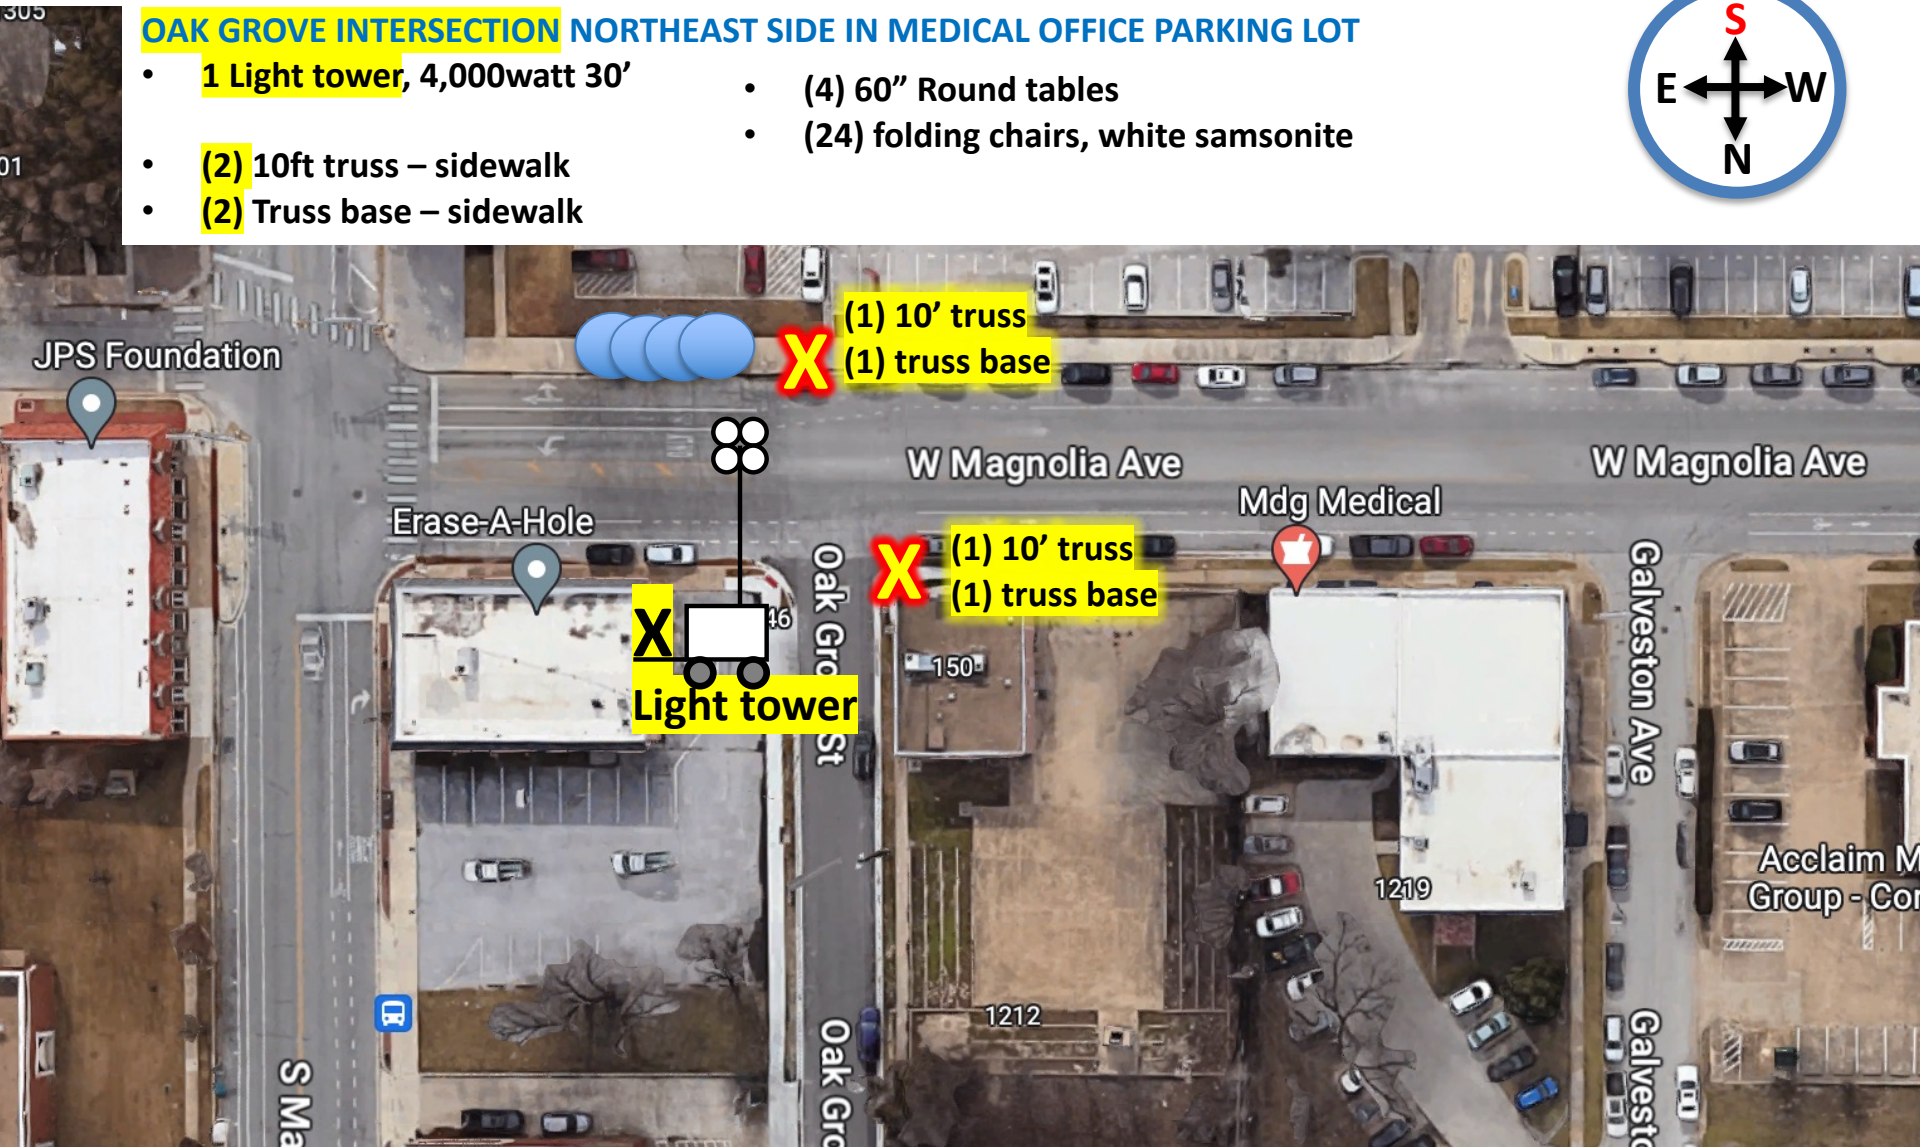 305
01
OAK GROVE INTERSECTION NORTHEAST SIDE IN MEDICAL OFFICE PARKING LOT
• 1 Light tower, 4,000watt 30’
• (2) 10ft truss – sidewalk
• (2) Truss base – sidewalk
• (4) 60” Round tables
• (24) folding chairs, white samsonite
S
E W
N
(1) 10’ truss
(1) truss base
X
JPS Foundation
W Magnolia Ave
W Magnolia Ave
Erase-A-Hole
Mdg Medical
X
(1) 10’ truss
(1) truss base
X
46
Light tower
Oak Gro St
150
Galveston Ave
1219
Acclaim M
Group - Cor
1212
S Ma
Oak Gro
Galvesto